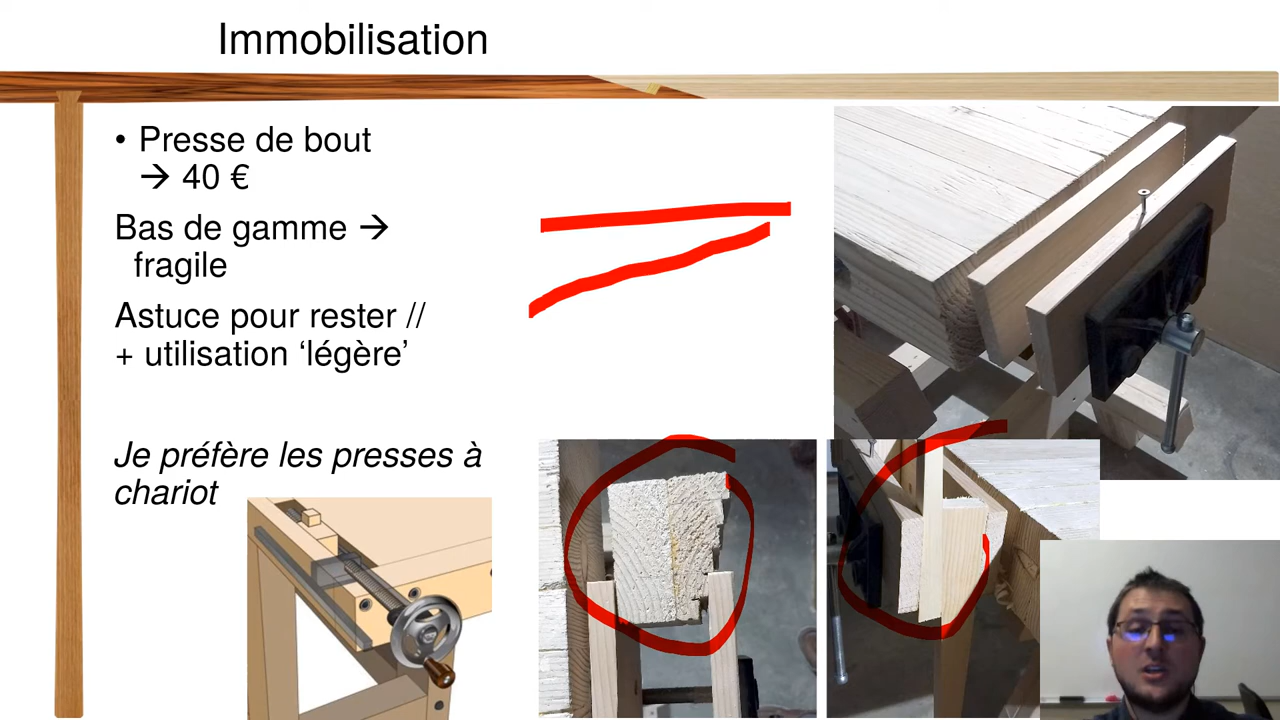 Immobilisation
• Presse de bout
→ 40 €
Bas de gamme →
fragile
Astuce pour rester //
+ utilisation ‘légère’
Je préfère les presses à
chariot